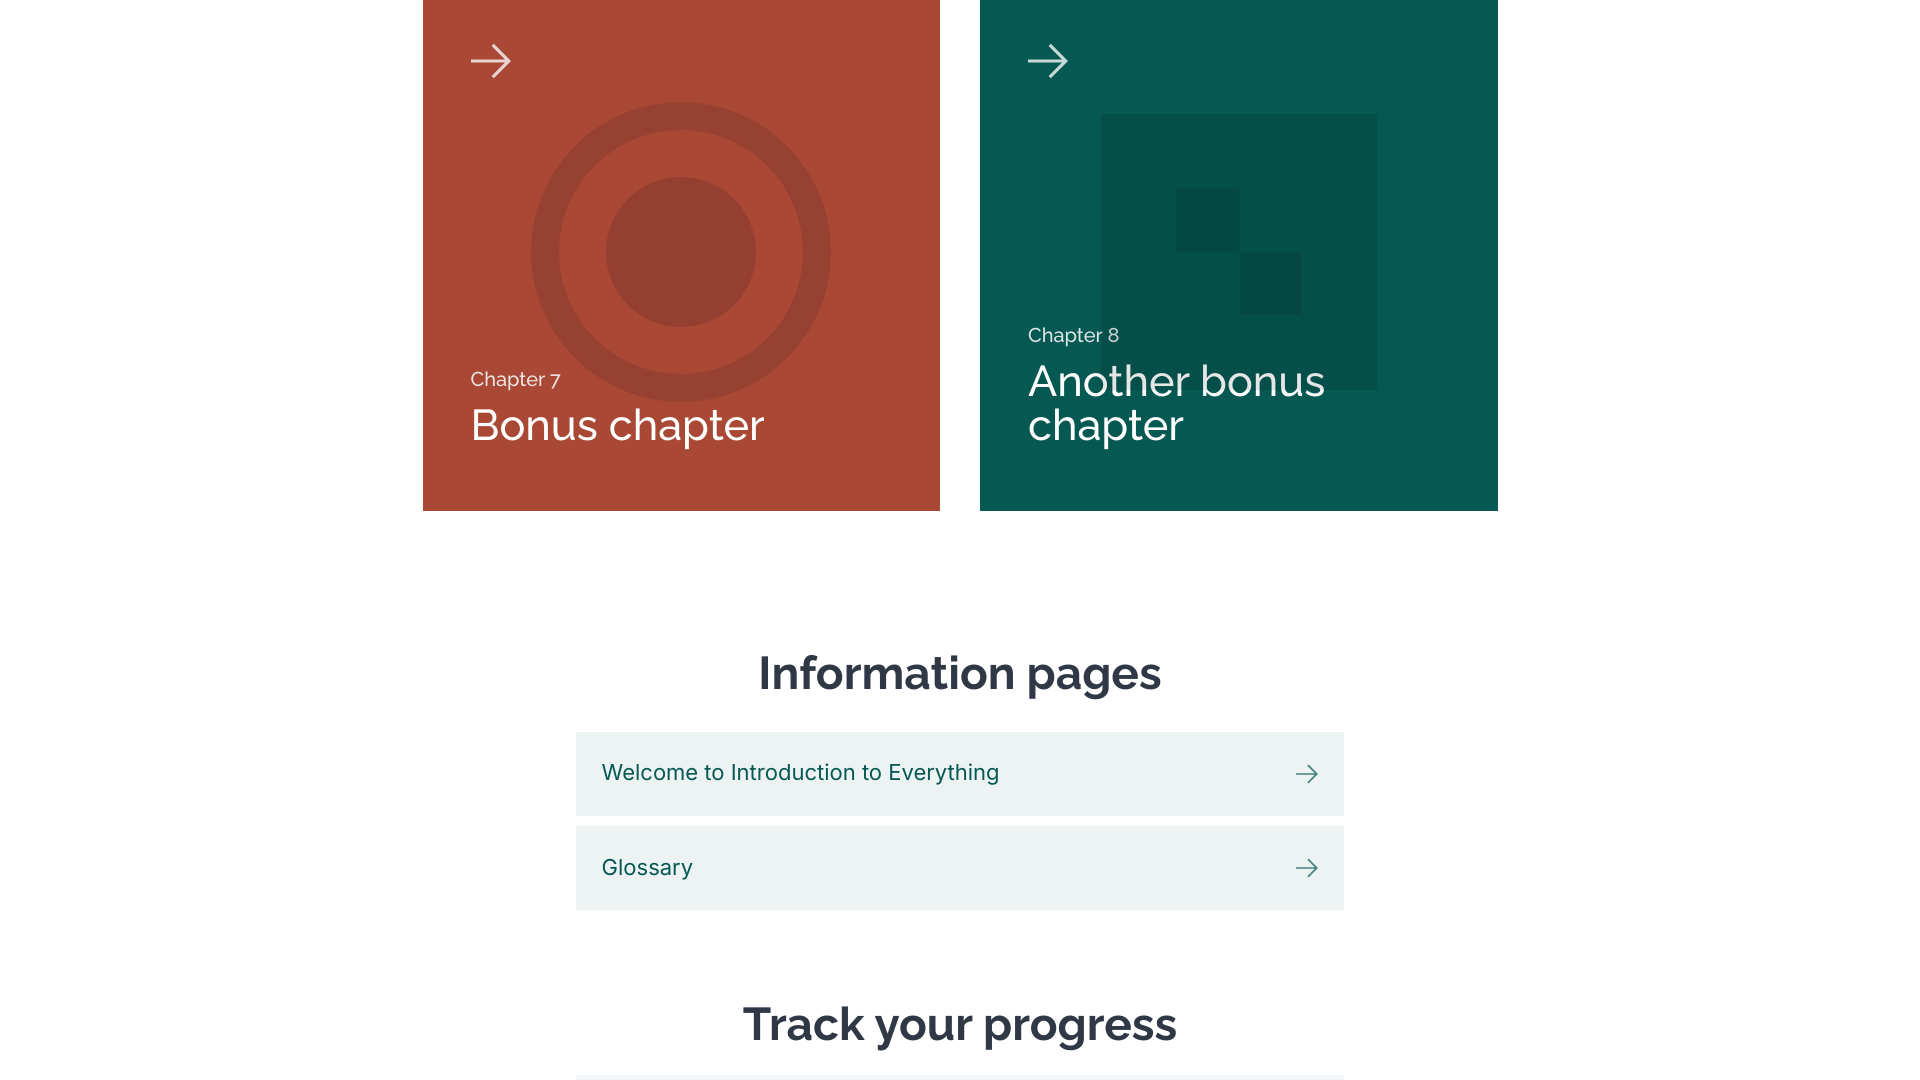 Chapter 7
Bonus chapter
Chapter 8
Another bonus
chapter
Information pages
Welcome to Introduction to Everything
Glossary
Track your progress